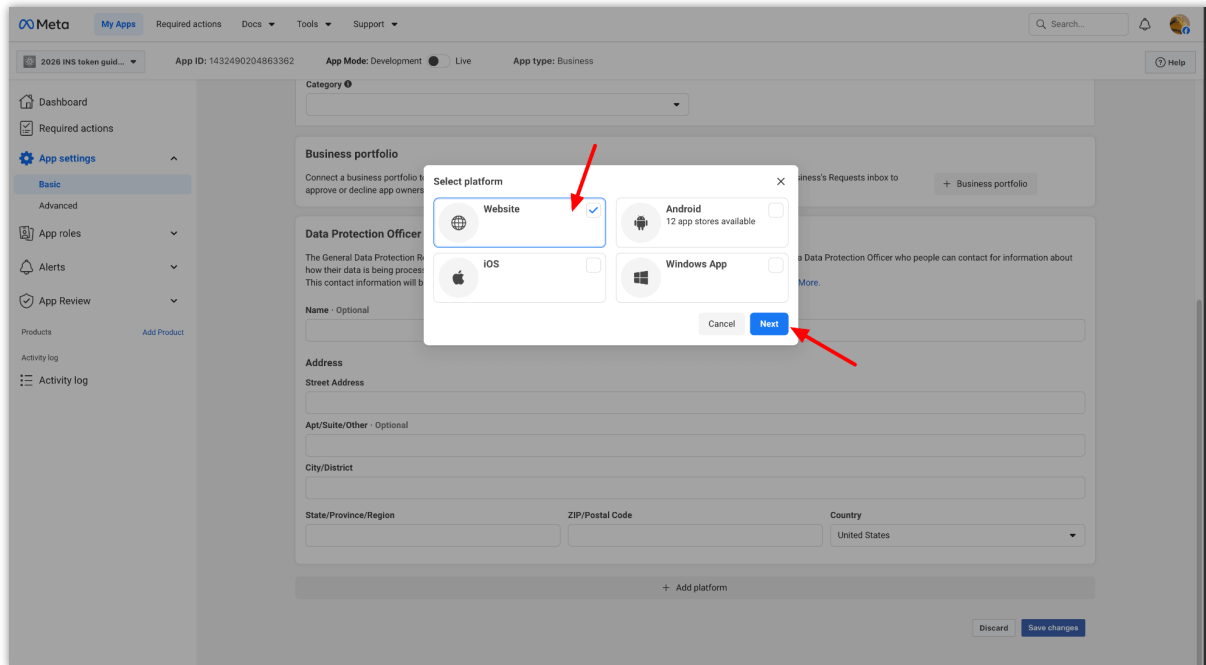 Meta
My Apps
Required actions
Docs
Tools
Support
Search...
2026 INS token guid...
App ID: 1432490204863362
App Mode: Development
Live
App type: Business
Help
Dashboard
Required actions
App settings
Basic
Advanced
App roles
Alerts
App Review
Products
Add Product
Activity log
Activity log
Category
Business portfolio
Connect a business portfolio t
siness's Requests inbox to
approve or decline app owners
+ Business portfolio
Select platform
Website
Android
12 app stores available
iOS
Windows App
Cancel
Next
Data Protection Officer
The General Data Protection R
a Data Protection Officer who people can contact for information about
how their data is being proces
This contact information will b
More.
Name · Optional
Address
Street Address
Apt/Suite/Other · Optional
City/District
State/Province/Region
ZIP/Postal Code
Country
United States
+ Add platform
Discard
Save changes